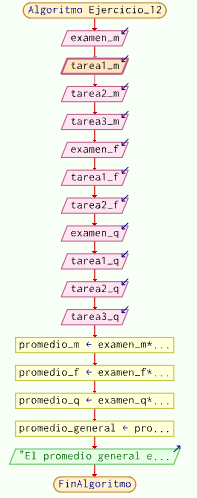 Algoritmo Ejercicio_12
examen_m
tarea1_m
tarea2_m
tarea3_m
examen_f
tarea1_f
tarea2_f
examen_q
tarea1_q
tarea2_q
tarea3_q
promedio_m ← examen_m*...
promedio_f ← examen_f*...
promedio_q ← examen_q*...
promedio_general ← pro...
"El promedio general e...
FinAlgoritmo